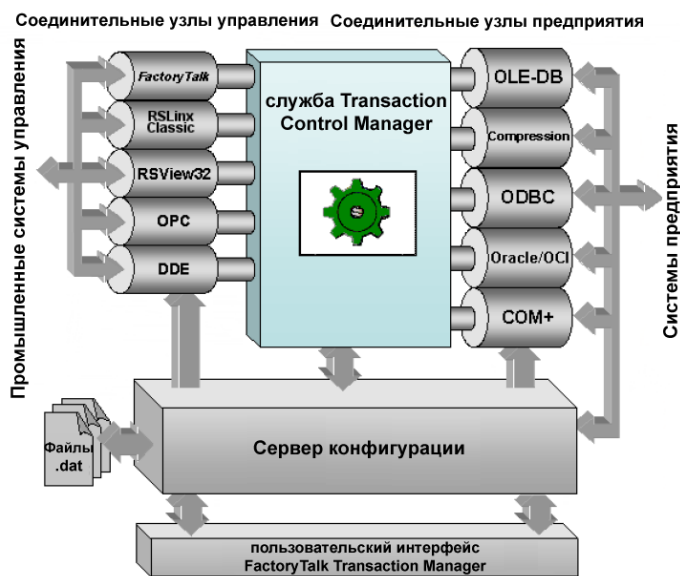 Соединительные узлы управления
Соединительные узлы предприятия
Промышленные системы управления
FactoryTalk
RSLinx
Classic
RSView32
OPC
DDE
служба Transaction
Control Manager
OLE-DB
Compression
ODBC
Oracle/OCI
COM+
Системы предприятия
Файлы
.dat
Сервер конфигурации
пользовательский интерфейс
FactoryTalk Transaction Manager